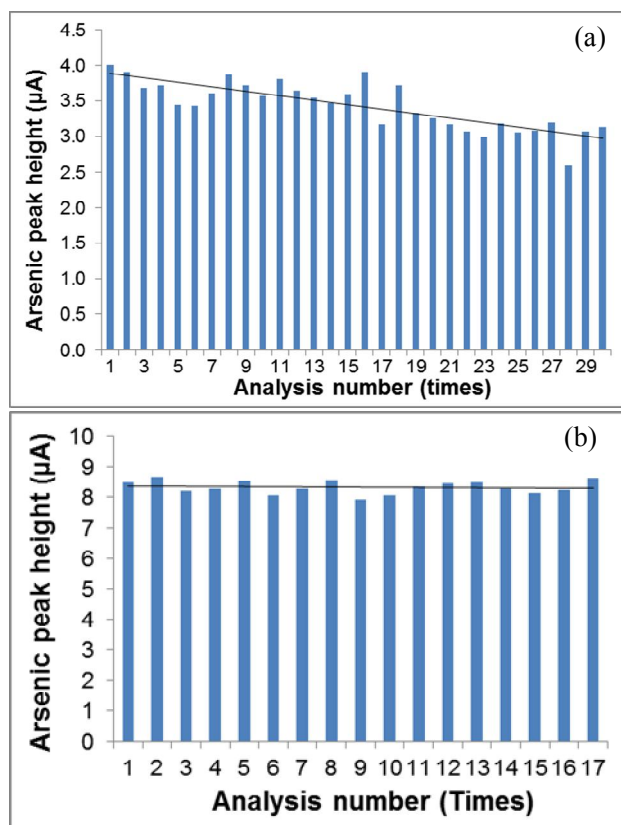 (a)
Arsenic peak height (µA)
4.5
4.0
3.5
3.0
2.5
2.0
1.5
1.0
0.5
0.0
1 3 5 7 9 11 13 15 17 19 21 23 25 27 29
Analysis number (times)
(b)
Arsenic peak height (µA)
10
9
8
7
6
5
4
3
2
1
0
1 2 3 4 5 6 7 8 9 10 11 12 13 14 15 16 17
Analysis number (Times)